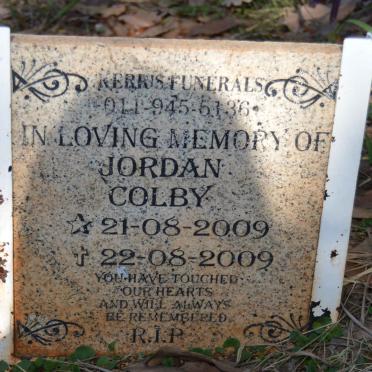 KERRUS FUNERALS
011-945-5136
IN LOVING MEMORY OF
JORDAN
COLBY
☆ 21-08-2009
✝ 22-08-2009
YOU HAVE TOUCHED
OUR HEARTS
AND WILL ALWAYS
BE REMEMBERED
R.I.P